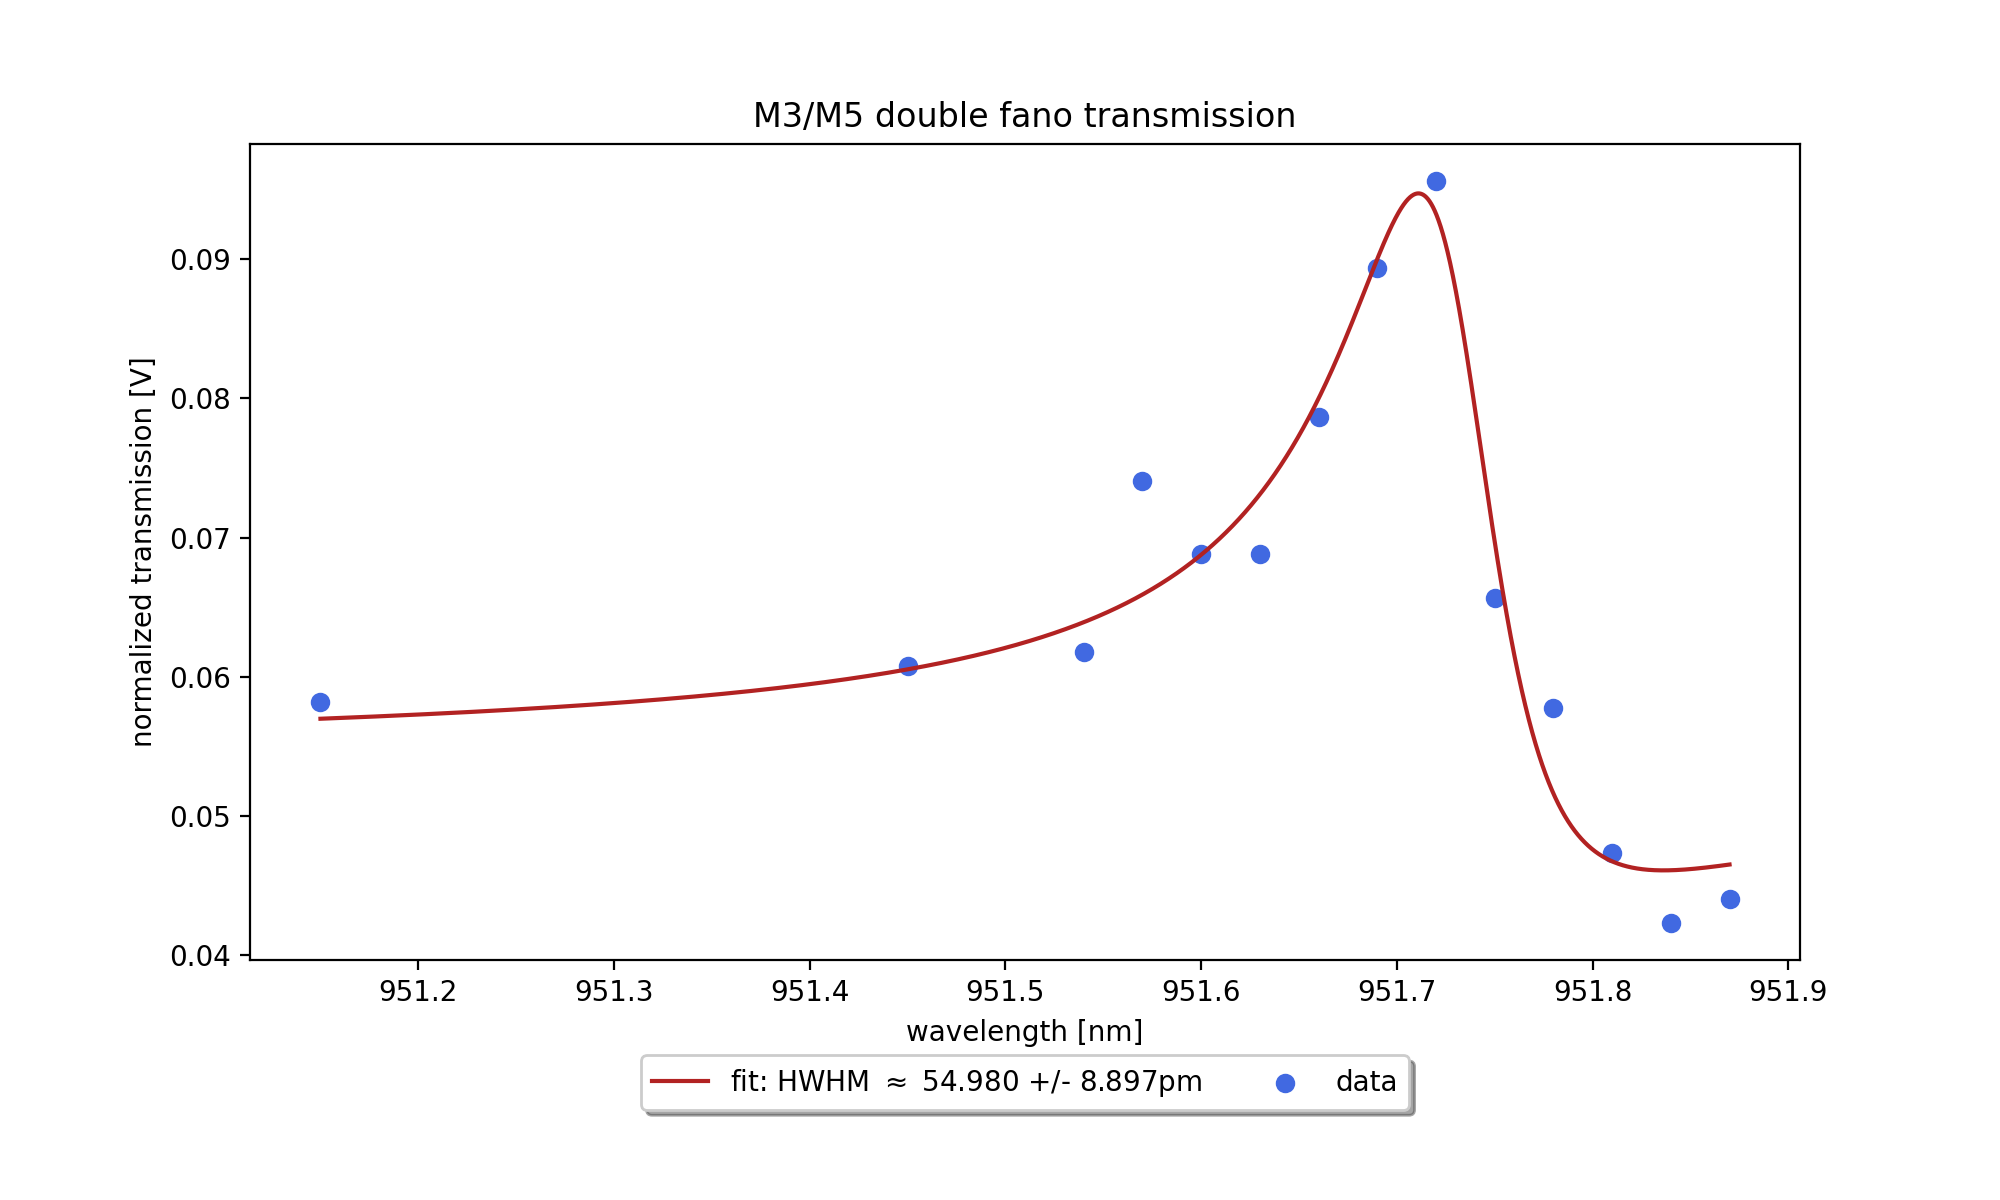 M3/M5 double fano transmission
normalized transmission [V]
0.09
0.08
0.07
0.06
0.05
0.04
951.2 951.3 951.4 951.5 951.6 951.7 951.8 951.9
wavelength [nm]
fit: HWHM ≈ 54.980 +/- 8.897pm data